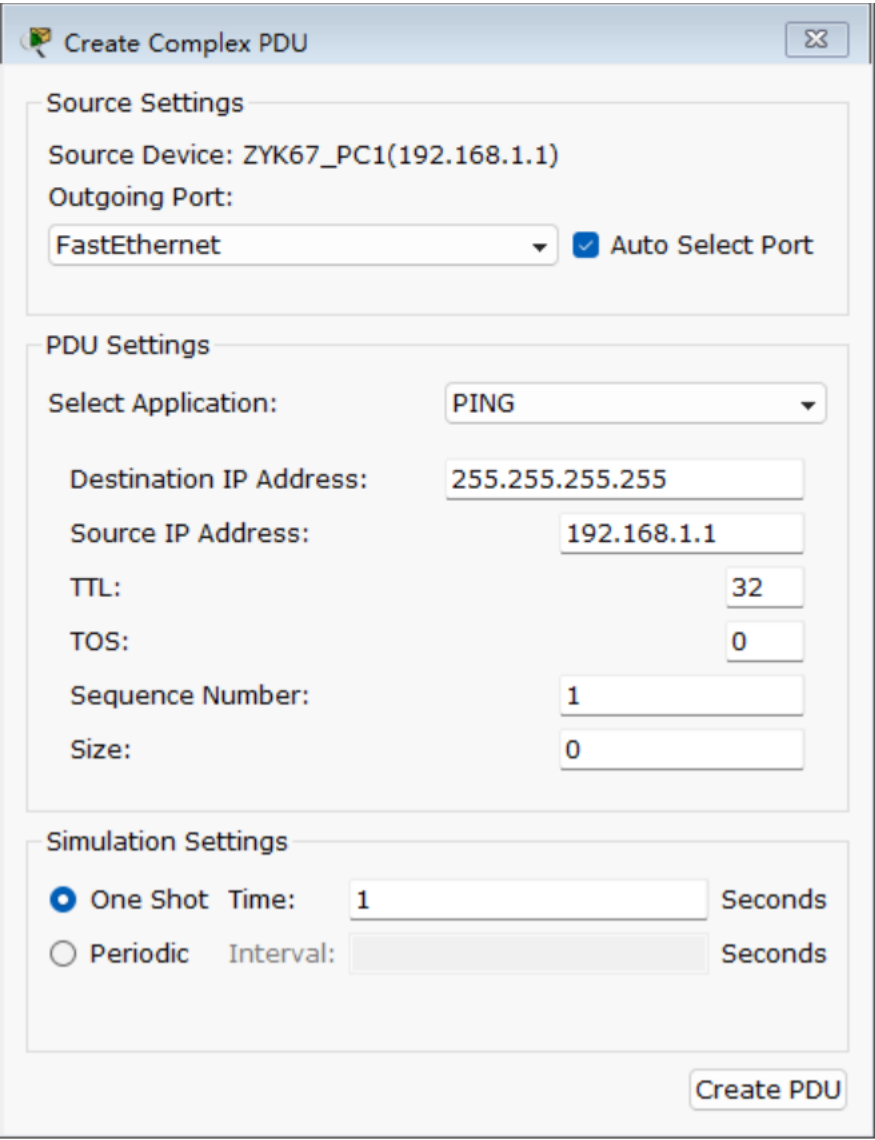 Create Complex PDU
Source Settings
Source Device: ZYK67_PC1(192.168.1.1)
Outgoing Port:
FastEthernet Auto Select Port
PDU Settings
Select Application: PING
Destination IP Address: 255.255.255.255
Source IP Address: 192.168.1.1
TTL: 32
TOS: 0
Sequence Number: 1
Size: 0
Simulation Settings
One Shot Time: 1 Seconds
Periodic Interval: Seconds
Create PDU